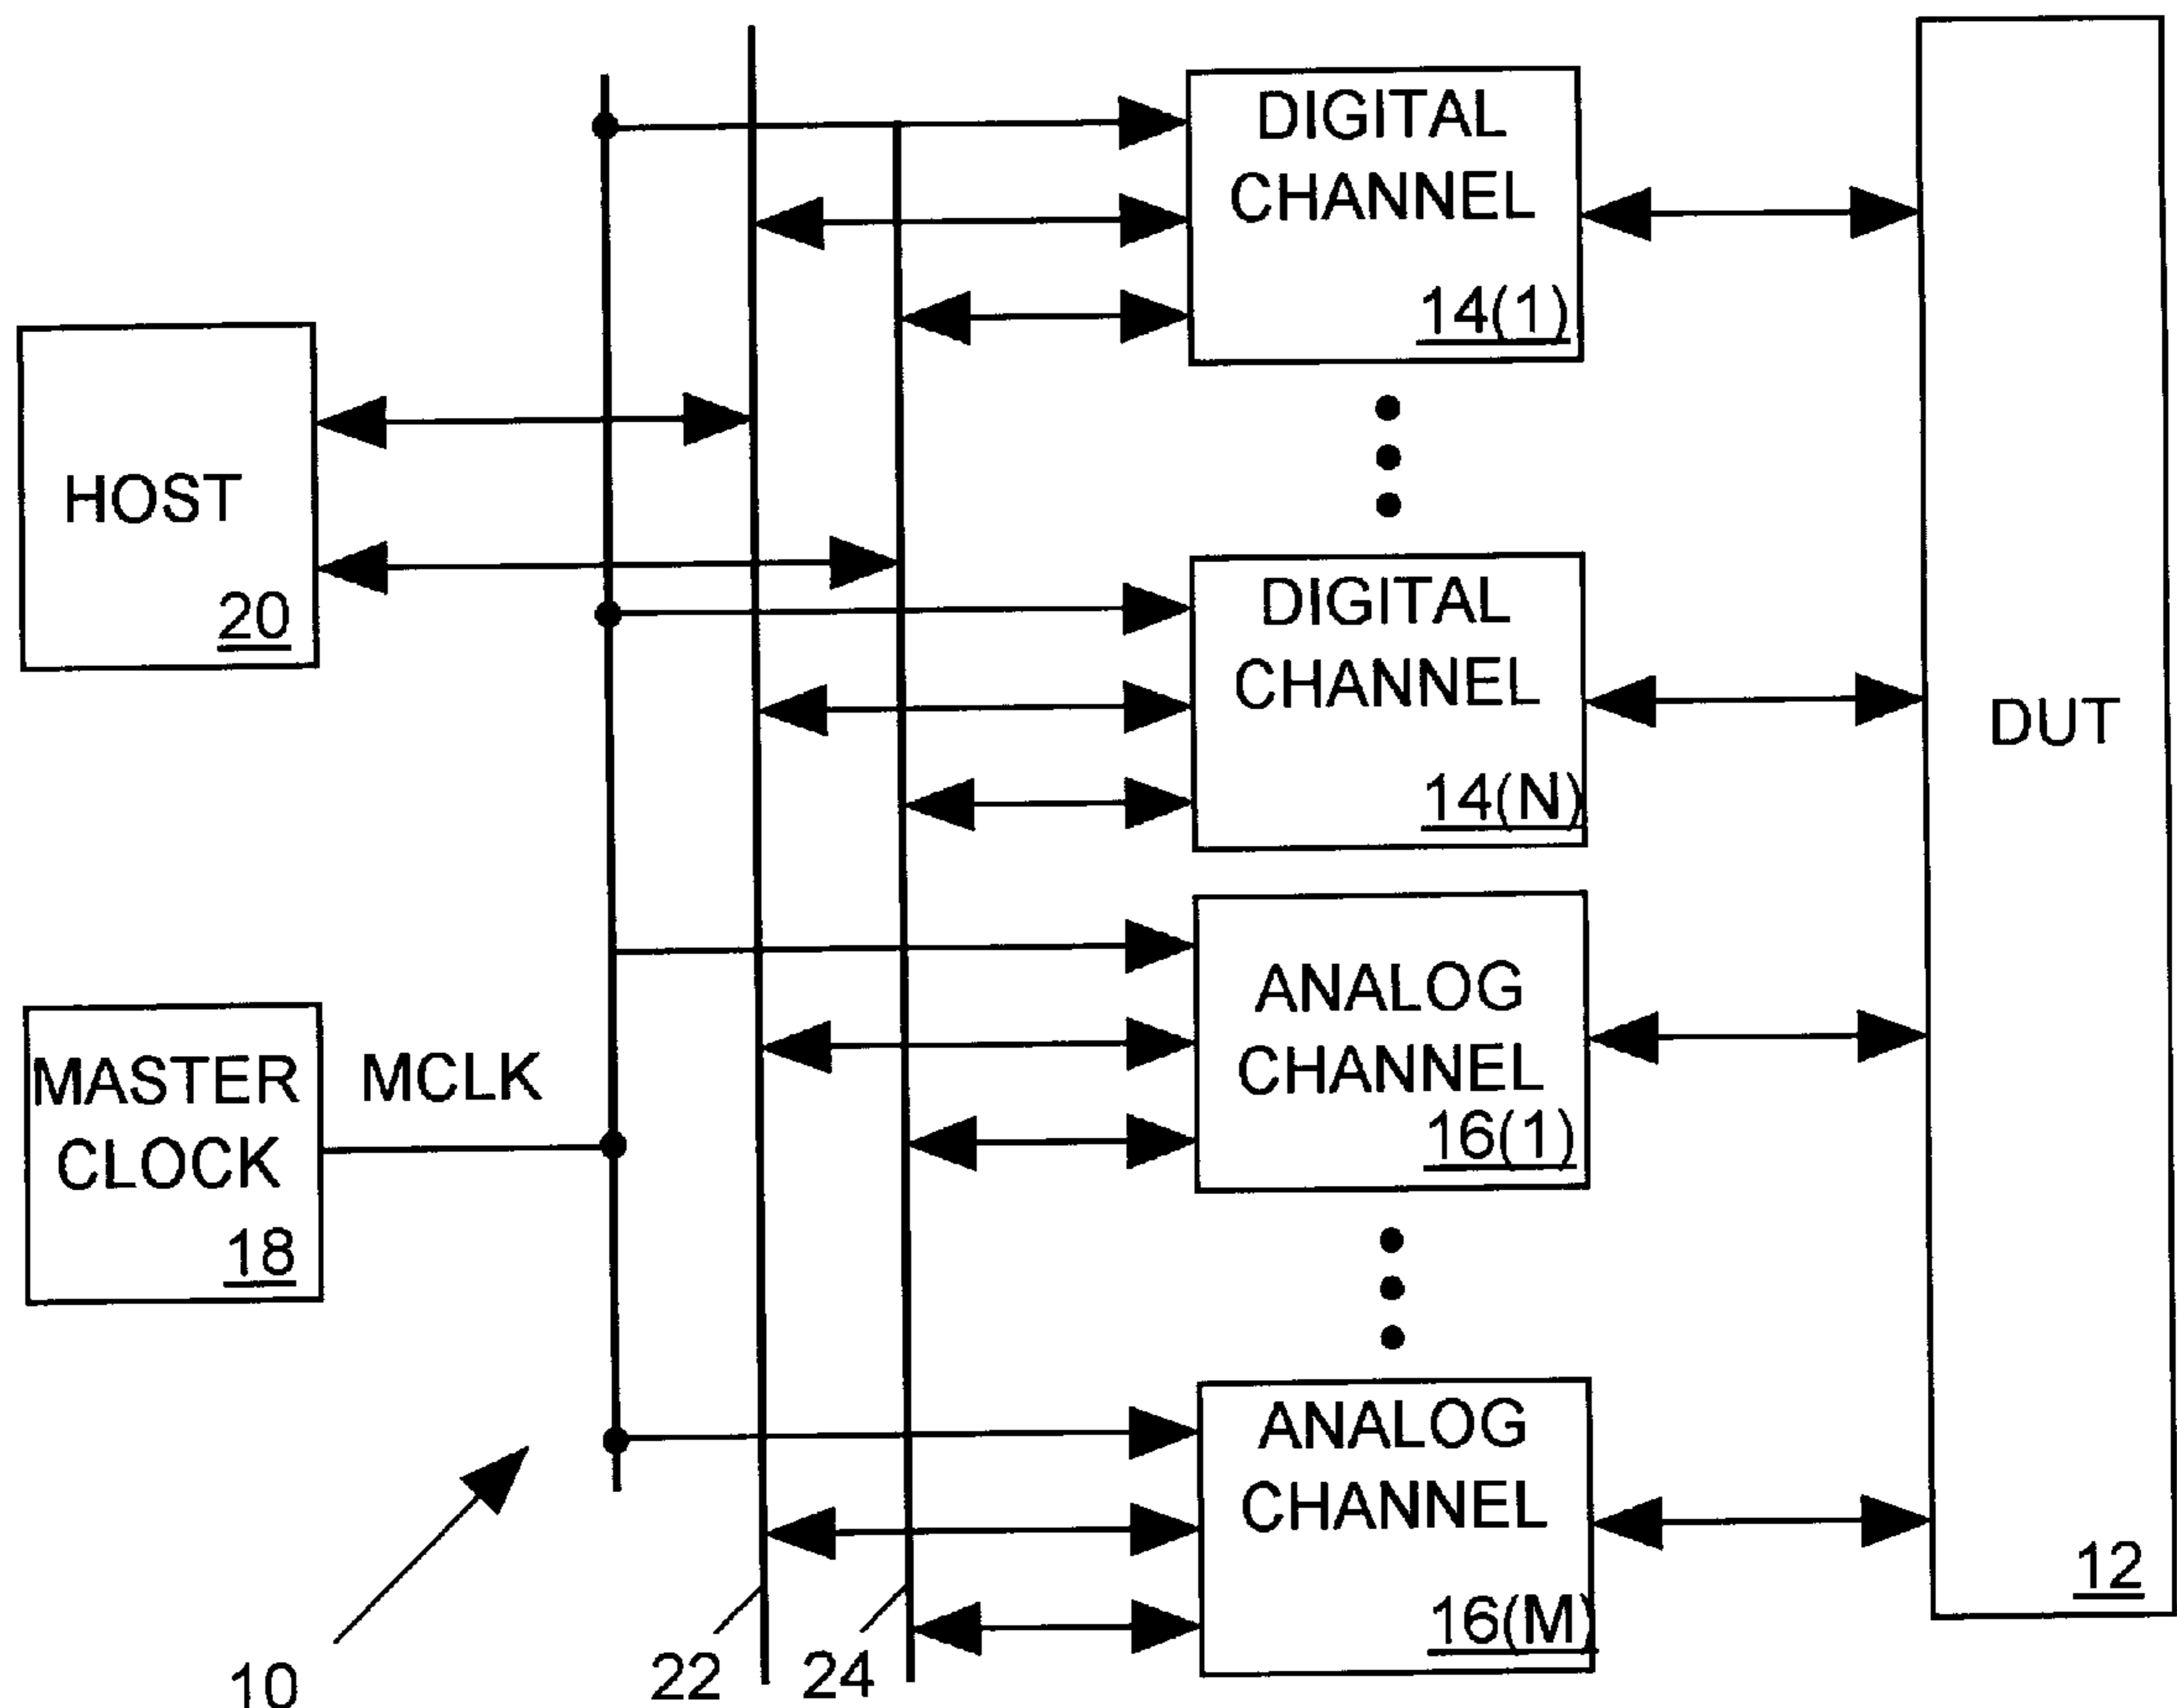 DIGITAL
CHANNEL
14(1)
HOST
20
DIGITAL
CHANNEL
14(N)
DUT
12
MASTER
CLOCK
18
MCLK
ANALOG
CHANNEL
16(1)
ANALOG
CHANNEL
16(M)
10
22
24